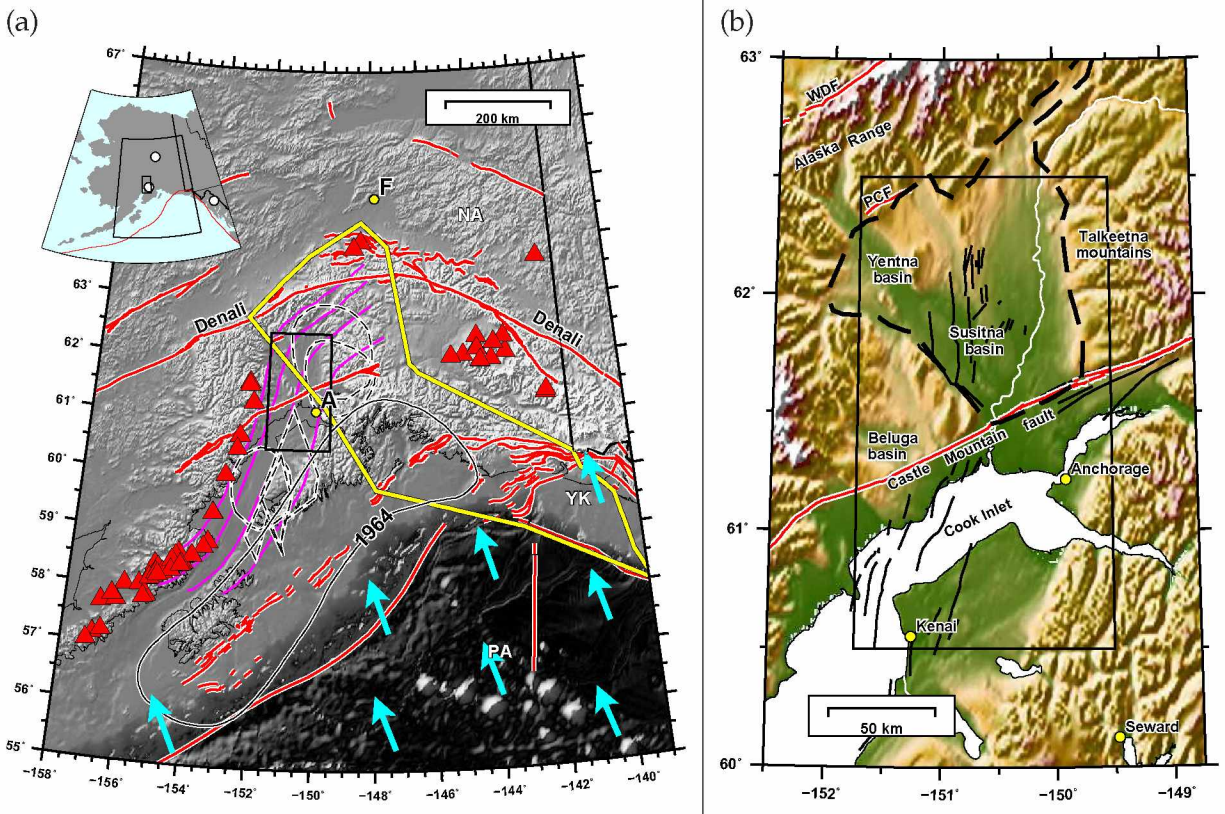 (a)
67°
200 km
F
NA
63°
Denali
Denali
62°
61°
A
60°
YK
59°
1964
58°
57°
PA
56°
55°
−158°
−156°
−154°
−152°
−150°
−148°
−146°
−144°
−142°
−140°
(b)
63°
WDF
Alaska Range
PCF
Talkeetna
mountains
Yentna
basin
62°
Susitna
basin
Beluga
basin
Castle Mountain fault
Anchorage
61°
Cook Inlet
Kenai
50 km
Seward
60°
−152°
−151°
−150°
−149°